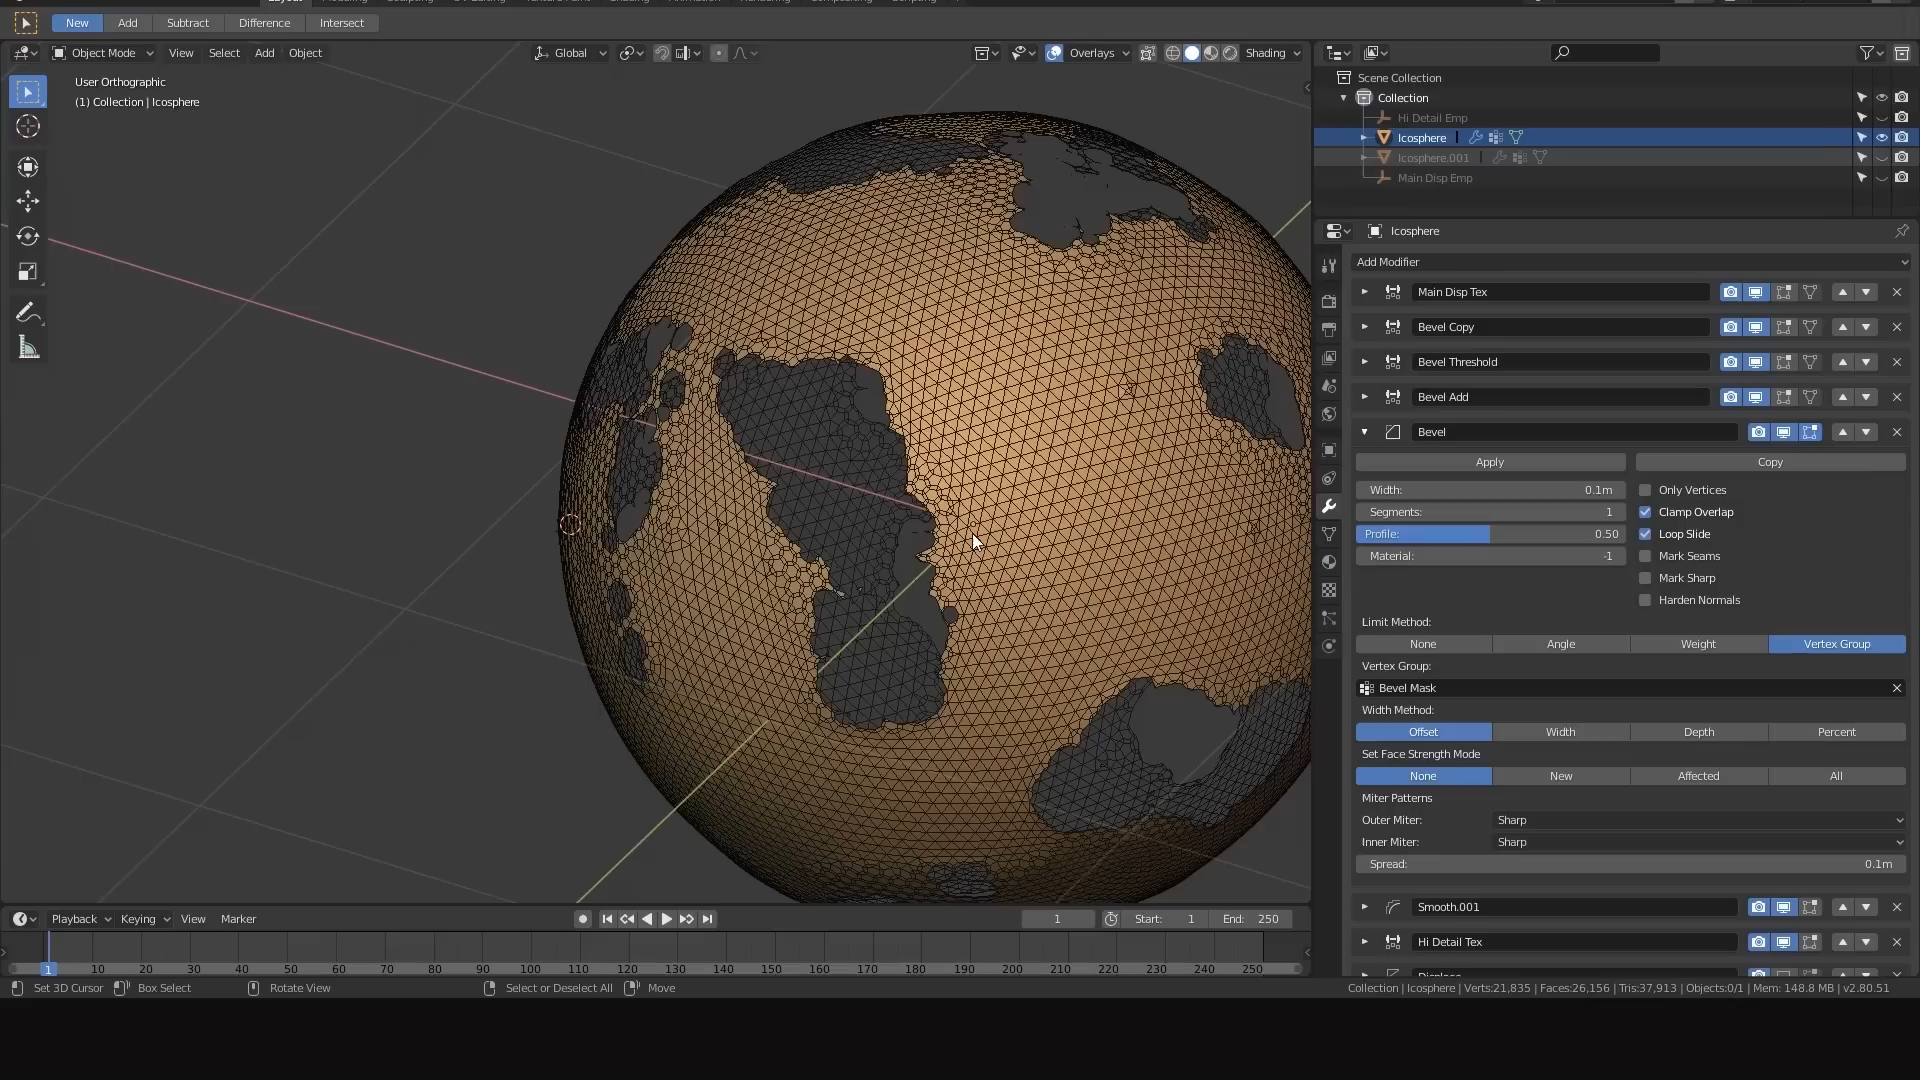 New Add Subtract Difference Intersect
Object Mode View Select Add Object Global Overlays Shading
User Orthographic
(1) Collection | Icosphere
Scene Collection
Collection
Hi Detail Emp
Icosphere
Icosphere.001
Main Disp Emp
Icosphere
Add Modifier
Main Disp Tex
Bevel Copy
Bevel Threshold
Bevel Add
Bevel
Apply Copy
Width: 0.1m Only Vertices
Segments: 1 Clamp Overlap
Profile: 0.50 Loop Slide
Material: -1 Mark Seams
Mark Sharp
Harden Normals
Limit Method:
None Angle Weight Vertex Group
Vertex Group:
Bevel Mask
Width Method:
Offset Width Depth Percent
Set Face Strength Mode
None New Affected All
Miter Patterns
Outer Miter: Sharp
Inner Miter: Sharp
Spread: 0.1m
Smooth.001
Hi Detail Tex
Playback Keying View Marker 1 Start: 1 End: 250
1 10 20 30 40 50 60 70 80 90 100 110 120 130 140 150 160 170 180 190 200 210 220 230 240 250
Set 3D Cursor Box Select Rotate View Select or Deselect All Move Collection | Icosphere | Verts:21,835 | Faces:26,156 | Tris:37,913 | Objects:0/1 | Mem: 148.8 MB | v2.80.51